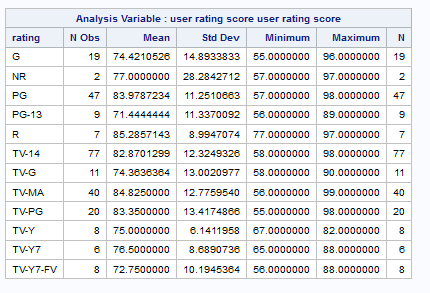 Analysis Variable : user rating score user rating score
rating N Obs Mean Std Dev Minimum Maximum N
G 19 74.4210526 14.8933833 55.0000000 96.0000000 19
NR 2 77.0000000 28.2842712 57.0000000 97.0000000 2
PG 47 83.9787234 11.2510663 57.0000000 98.0000000 47
PG-13 9 71.4444444 11.3370092 56.0000000 89.0000000 9
R 7 85.2857143 8.9947074 77.0000000 97.0000000 7
TV-14 77 82.8701299 12.3249326 58.0000000 98.0000000 77
TV-G 11 74.3636364 13.0020977 58.0000000 90.0000000 11
TV-MA 40 84.8250000 12.7759540 56.0000000 99.0000000 40
TV-PG 20 83.3500000 13.4174866 55.0000000 98.0000000 20
TV-Y 8 75.0000000 6.1411958 67.0000000 82.0000000 8
TV-Y7 6 76.5000000 8.6890736 65.0000000 88.0000000 6
TV-Y7-FV 8 72.7500000 10.1945364 56.0000000 88.0000000 8